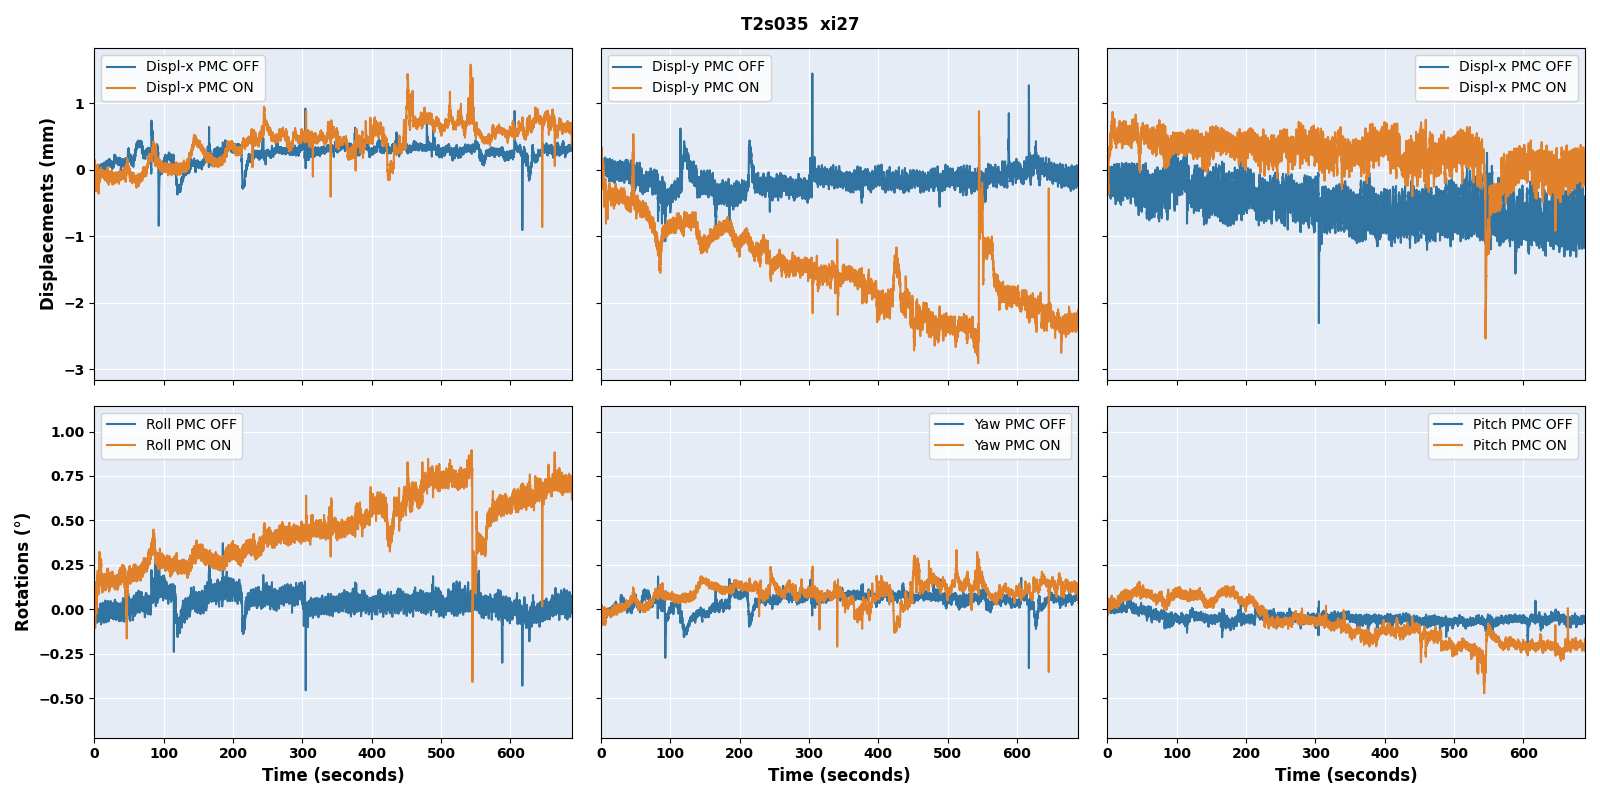 T2s035  xi27
Displ-x PMC OFF
Displ-x PMC ON
Displ-y PMC OFF
Displ-y PMC ON
Displ-x PMC OFF
Displ-x PMC ON
Displacements (mm)
1
0
−1
−2
−3
Roll PMC OFF
Roll PMC ON
Yaw PMC OFF
Yaw PMC ON
Pitch PMC OFF
Pitch PMC ON
Rotations (°)
1.00
0.75
0.50
0.25
0.00
−0.25
−0.50
0 100 200 300 400 500 600
0 100 200 300 400 500 600
0 100 200 300 400 500 600
Time (seconds)
Time (seconds)
Time (seconds)